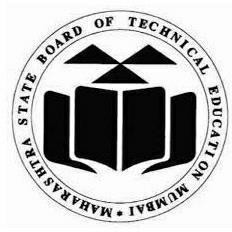 MAHARASHTRA STATE BOARD OF TECHNICAL EDUCATION MUMBAI *